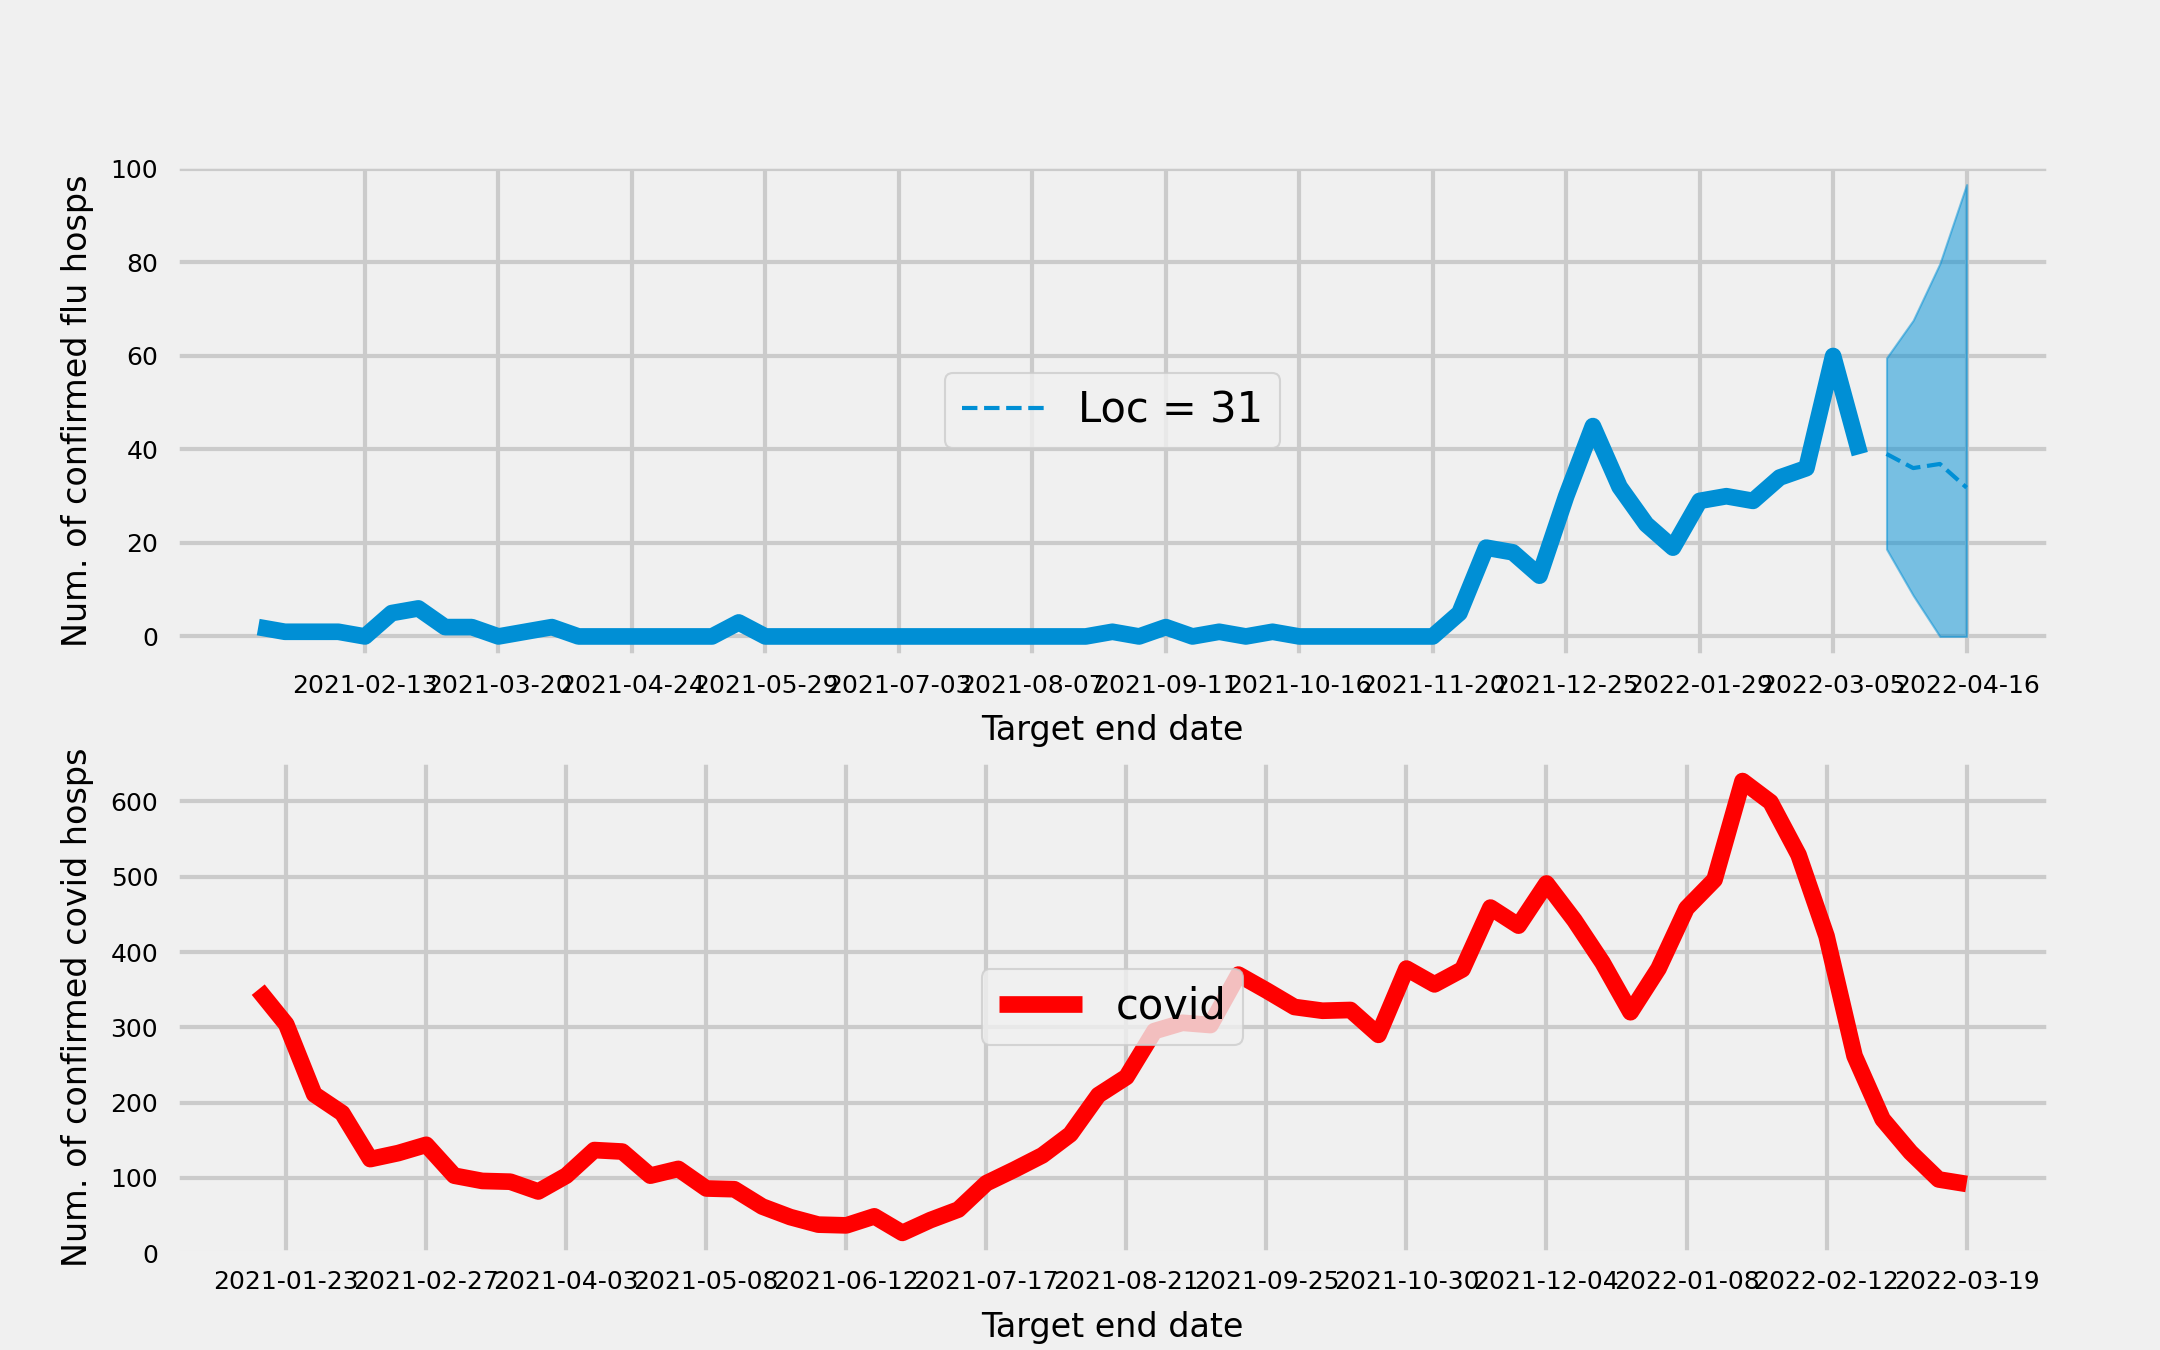 Num. of confirmed flu hosps
100
80
60
40
20
0
Loc = 31
2021-02-13 2021-03-20 2021-04-24 2021-05-29 2021-07-03 2021-08-07 2021-09-11 2021-10-16 2021-11-20 2021-12-25 2022-01-29 2022-03-05 2022-04-16
Target end date
Num. of confirmed covid hosps
600
500
400
300
200
100
0
covid
2021-01-23 2021-02-27 2021-04-03 2021-05-08 2021-06-12 2021-07-17 2021-08-21 2021-09-25 2021-10-30 2021-12-04 2022-01-08 2022-02-12 2022-03-19
Target end date